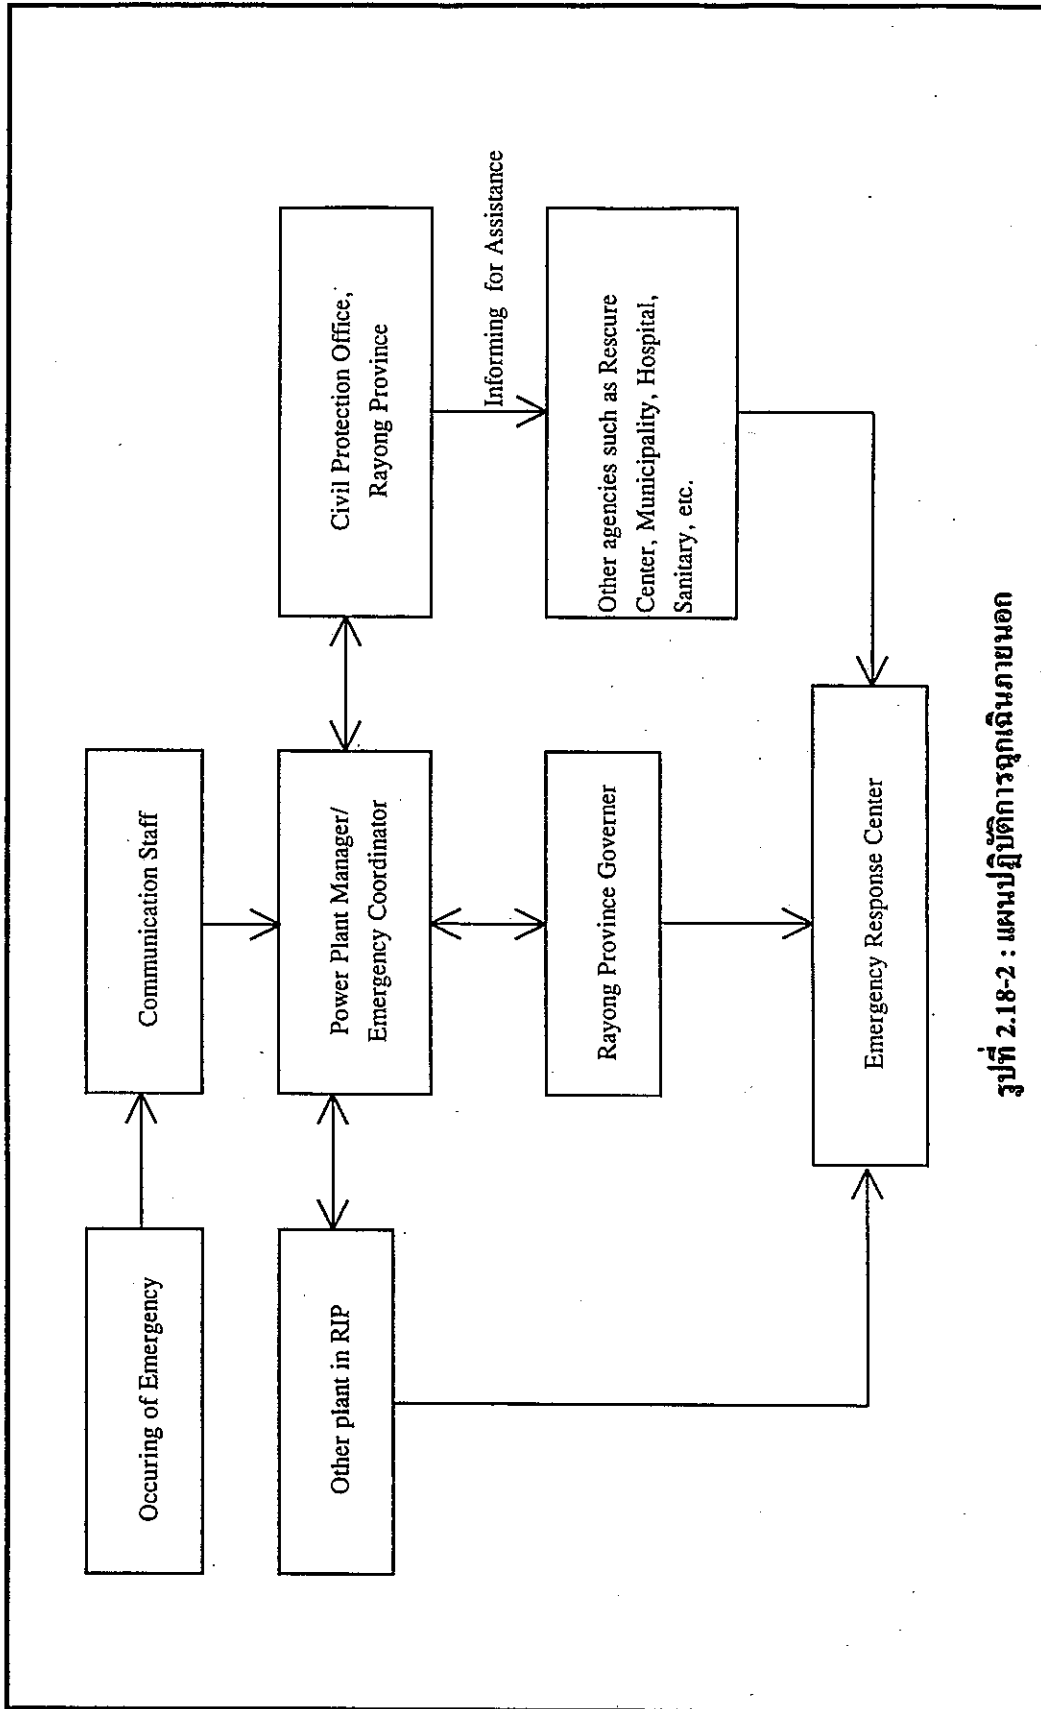 Occuring of Emergency
Communication Staff
Other plant in RIP
Power Plant Manager/
Emergency Coordinator
Civil Protection Office,
Rayong Province
Informing for Assistance
Rayong Province Governer
Other agencies such as Rescure
Center, Municipality, Hospital,
Sanitary, etc.
Emergency Response Center
รูปที่ 2.18-2 : แผนปฏิบัติการฉุกเฉินภายนอก